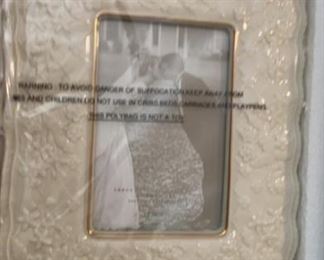 WARNING : TO AVOID DANGER OF SUFFOCATION KEEP AWAY FROM
AND CHILDREN DO NOT USE IN CRIBS BEDS CARRIAGES PLAYPENS
THIS POLYBAG IS NOT A TOY